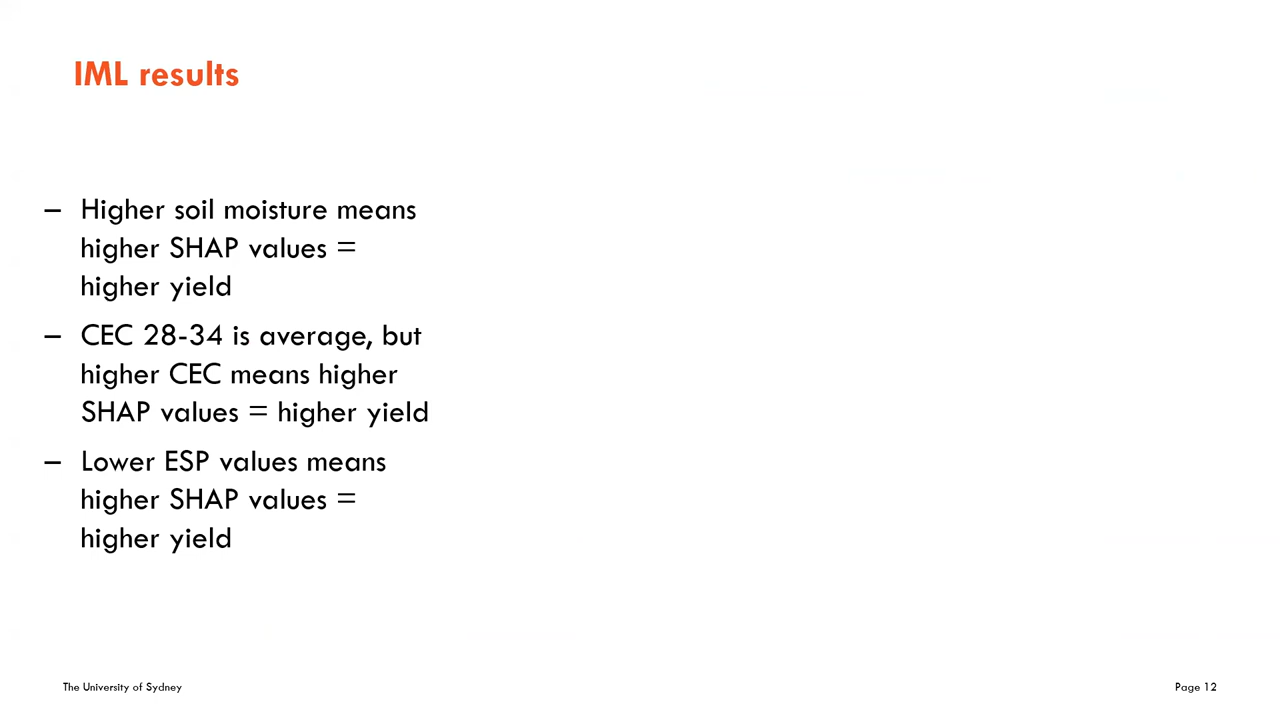 IML results
– Higher soil moisture means
higher SHAP values =
higher yield
– CEC 28-34 is average, but
higher CEC means higher
SHAP values = higher yield
– Lower ESP values means
higher SHAP values =
higher yield
The University of Sydney
Page 12